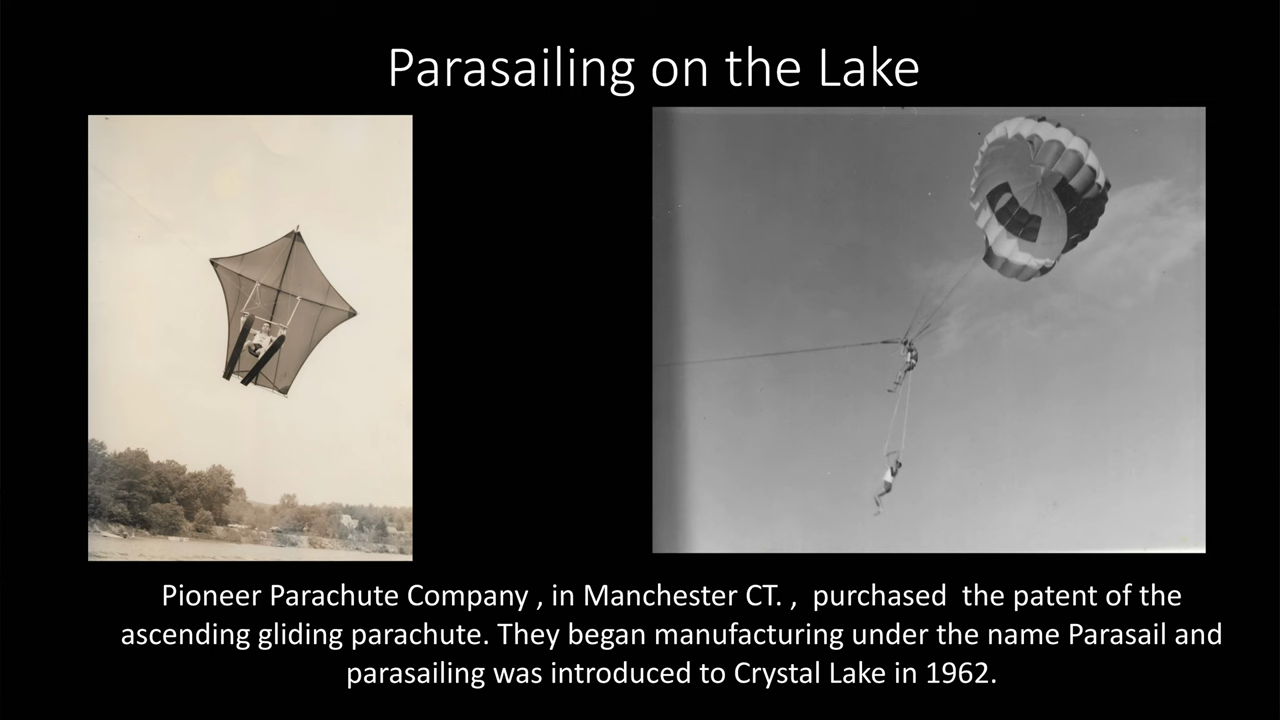 Parasailing on the Lake
Pioneer Parachute Company , in Manchester CT. ,  purchased  the patent of the
ascending gliding parachute. They began manufacturing under the name Parasail and
parasailing was introduced to Crystal Lake in 1962.